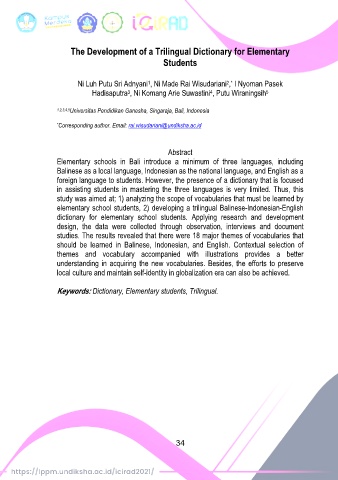 Kampus
Merdeka
iCIRAD
The Development of a Trilingual Dictionary for Elementary
Students
Ni Luh Putu Sri Adnyani¹, Ni Made Rai Wisudariani²,* I Nyoman Pasek
Hadisaputra³, Ni Komang Arie Suwastini⁴, Putu Wiraningsih⁵
1,2,3,4,5Universitas Pendidikan Ganesha, Singaraja, Bali, Indonesia
*Corresponding author. Email: rai.wisudariani@undiksha.ac.id
Abstract
Elementary schools in Bali introduce a minimum of three languages, including
Balinese as a local language, Indonesian as the national language, and English as a
foreign language to students. However, the presence of a dictionary that is focused
in assisting students in mastering the three languages is very limited. Thus, this
study was aimed at; 1) analyzing the scope of vocabularies that must be learned by
elementary school students, 2) developing a trilingual Balinese-Indonesian-English
dictionary for elementary school students. Applying research and development
design, the data were collected through observation, interviews and document
studies. The results revealed that there were 18 major themes of vocabularies that
should be learned in Balinese, Indonesian, and English. Contextual selection of
themes and vocabulary accompanied with illustrations provides a better
understanding in acquiring the new vocabularies. Besides, the efforts to preserve
local culture and maintain self-identity in globalization era can also be achieved.
Keywords: Dictionary, Elementary students, Trilingual.
34
https://lppm.undiksha.ac.id/icirad2021/